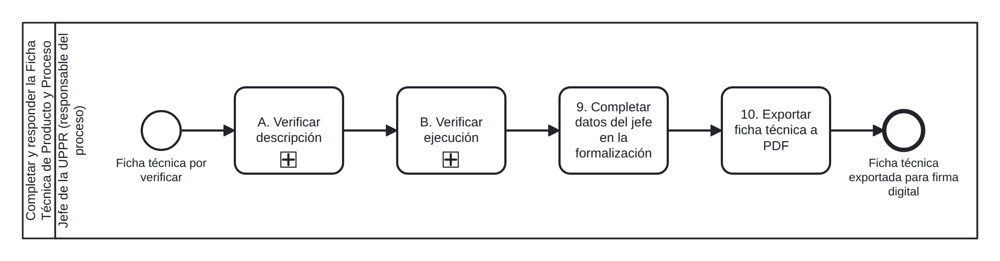 Completar y responder la Ficha
Técnica de Producto y Proceso
Jefe de la UPPR (responsable del
proceso)
Ficha técnica por
verificar
A. Verificar
descripción
B. Verificar
ejecución
9. Completar
datos del jefe
en la
formalización
10. Exportar
ficha técnica a
PDF
Ficha técnica
exportada para firma
digital